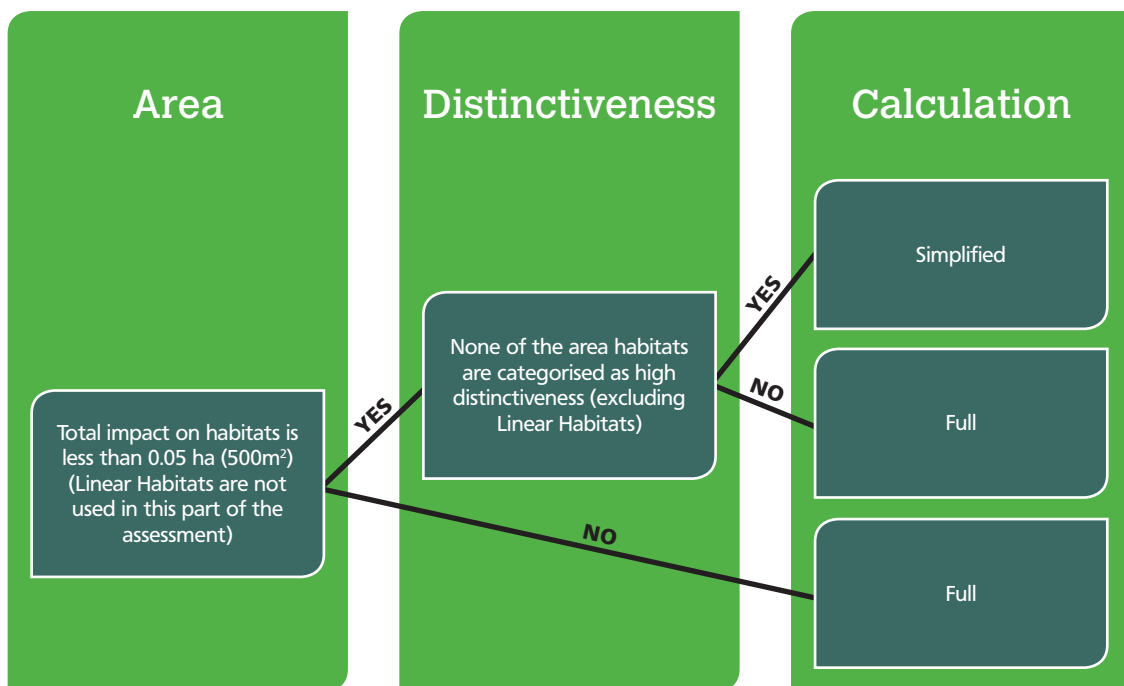 Area
Distinctiveness
Calculation
Total impact on habitats is
less than 0.05 ha (500m²)
(Linear Habitats are not
used in this part of the
assessment)
YES
NO
None of the area habitats
are categorised as high
distinctiveness (excluding
Linear Habitats)
YES
NO
Simplified
Full
Full